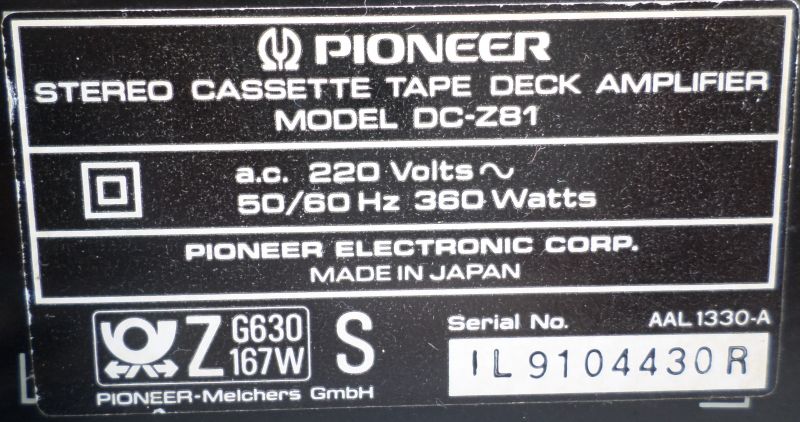 PIONEER
STEREO CASSETTE TAPE DECK AMPLIFIER
MODEL DC-Z81
a.c. 220 Volts ~
50/60 Hz 360 Watts
PIONEER ELECTRONIC CORP.
MADE IN JAPAN
Z G630 167W S
PIONEER-Melchers GmbH
Serial No. AAL1330-A
IL9104430R